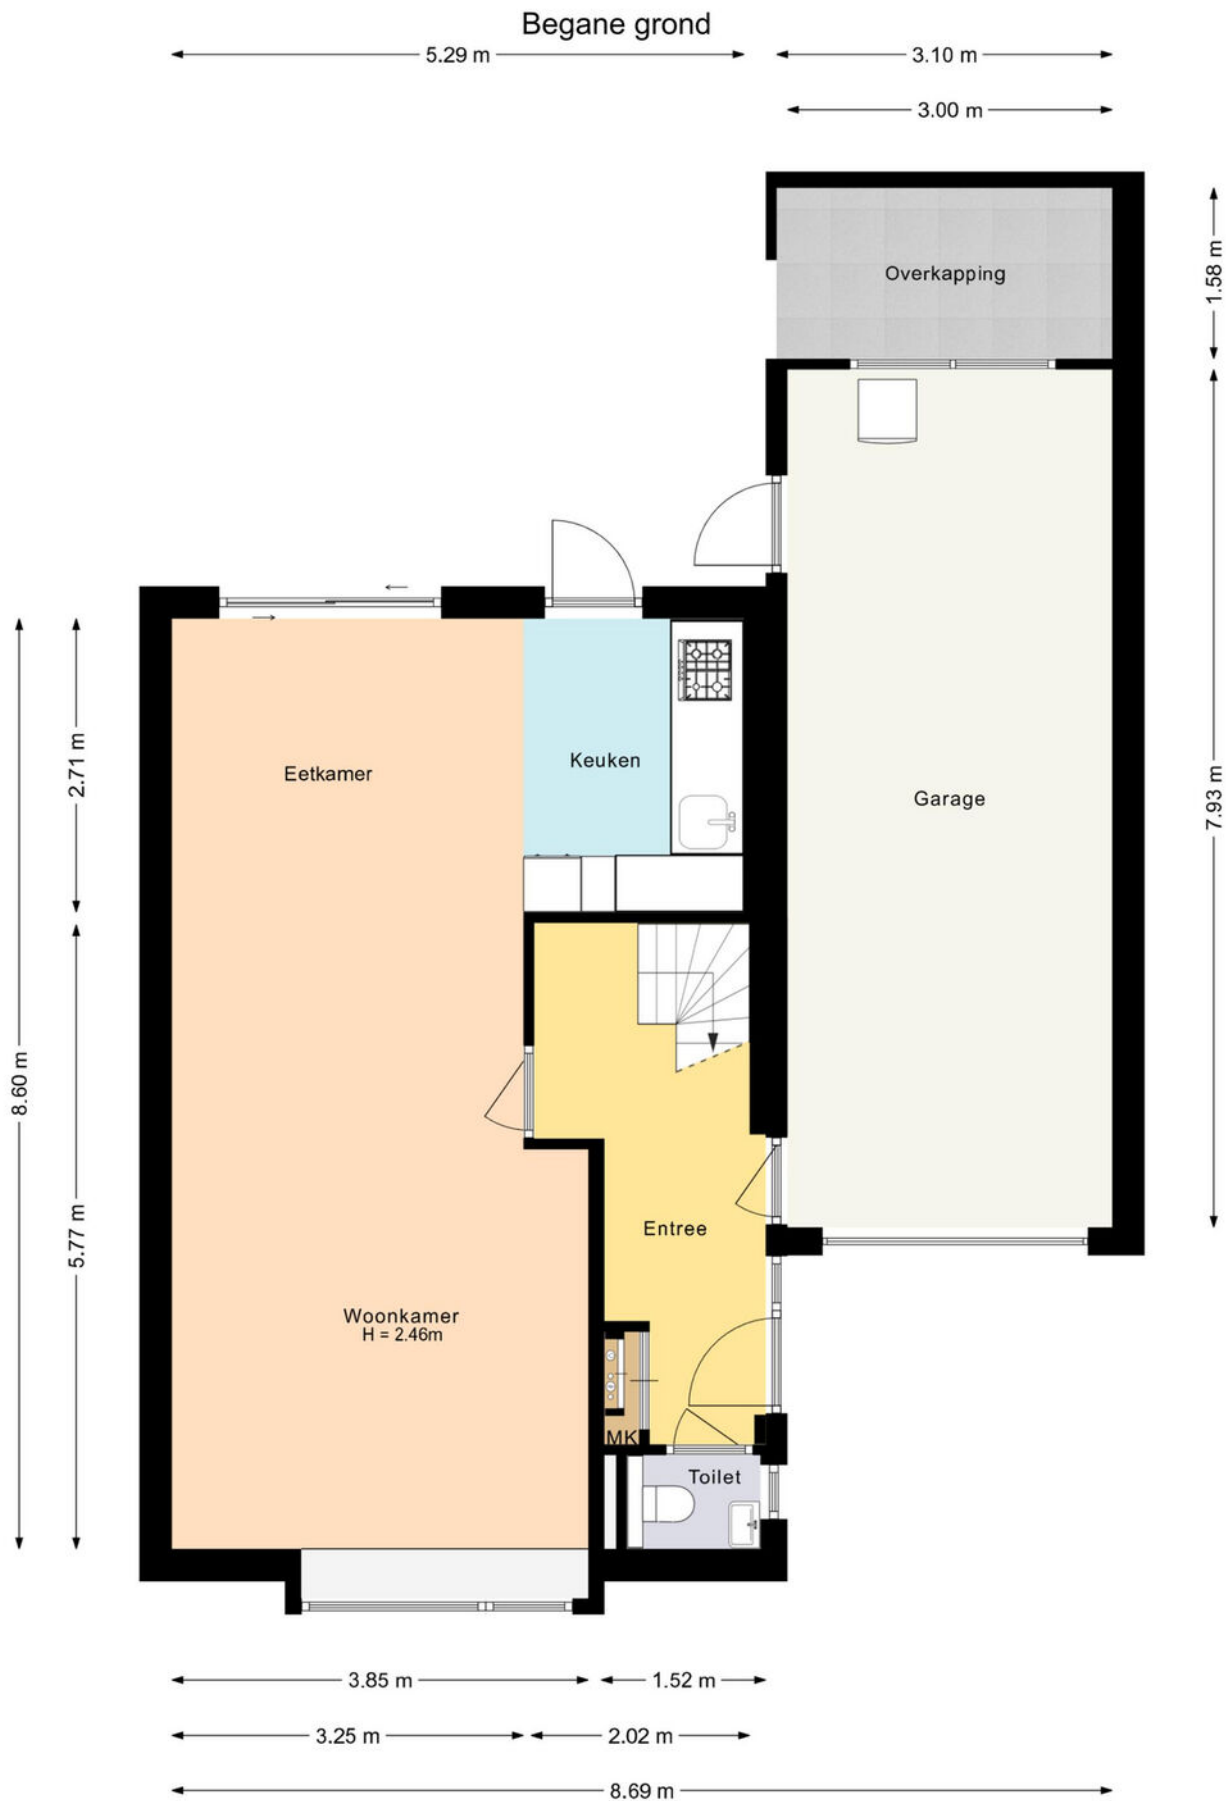 Begane grond
5.29 m
3.10 m
3.00 m
1.58 m
Overkapping
2.71 m
Keuken
Eetkamer
Garage
7.93 m
8.60 m
5.77 m
Entree
Woonkamer
H = 2.46m
MK
Toilet
3.85 m
1.52 m
3.25 m
2.02 m
8.69 m